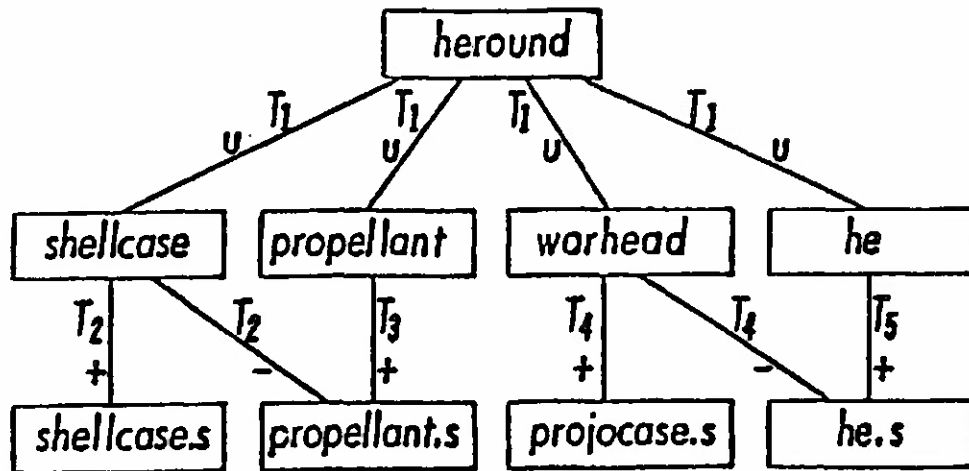 heround
T1 T1 T1 T1
u u u u
shellcase propellant warhead he
T2 T2 T3 T4 T4 T5
+ - + + - +
shellcase.s propellant.s projocase.s he.s